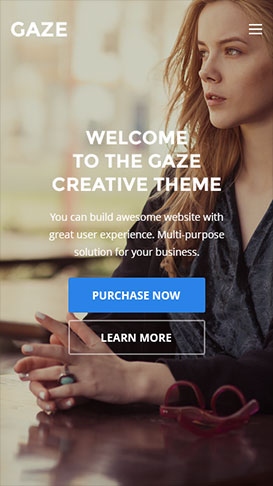 GAZE
WELCOME
TO THE GAZE
CREATIVE THEME
You can build awesome website with
great user experience. Multi-purpose
solution for your business.
PURCHASE NOW
LEARN MORE